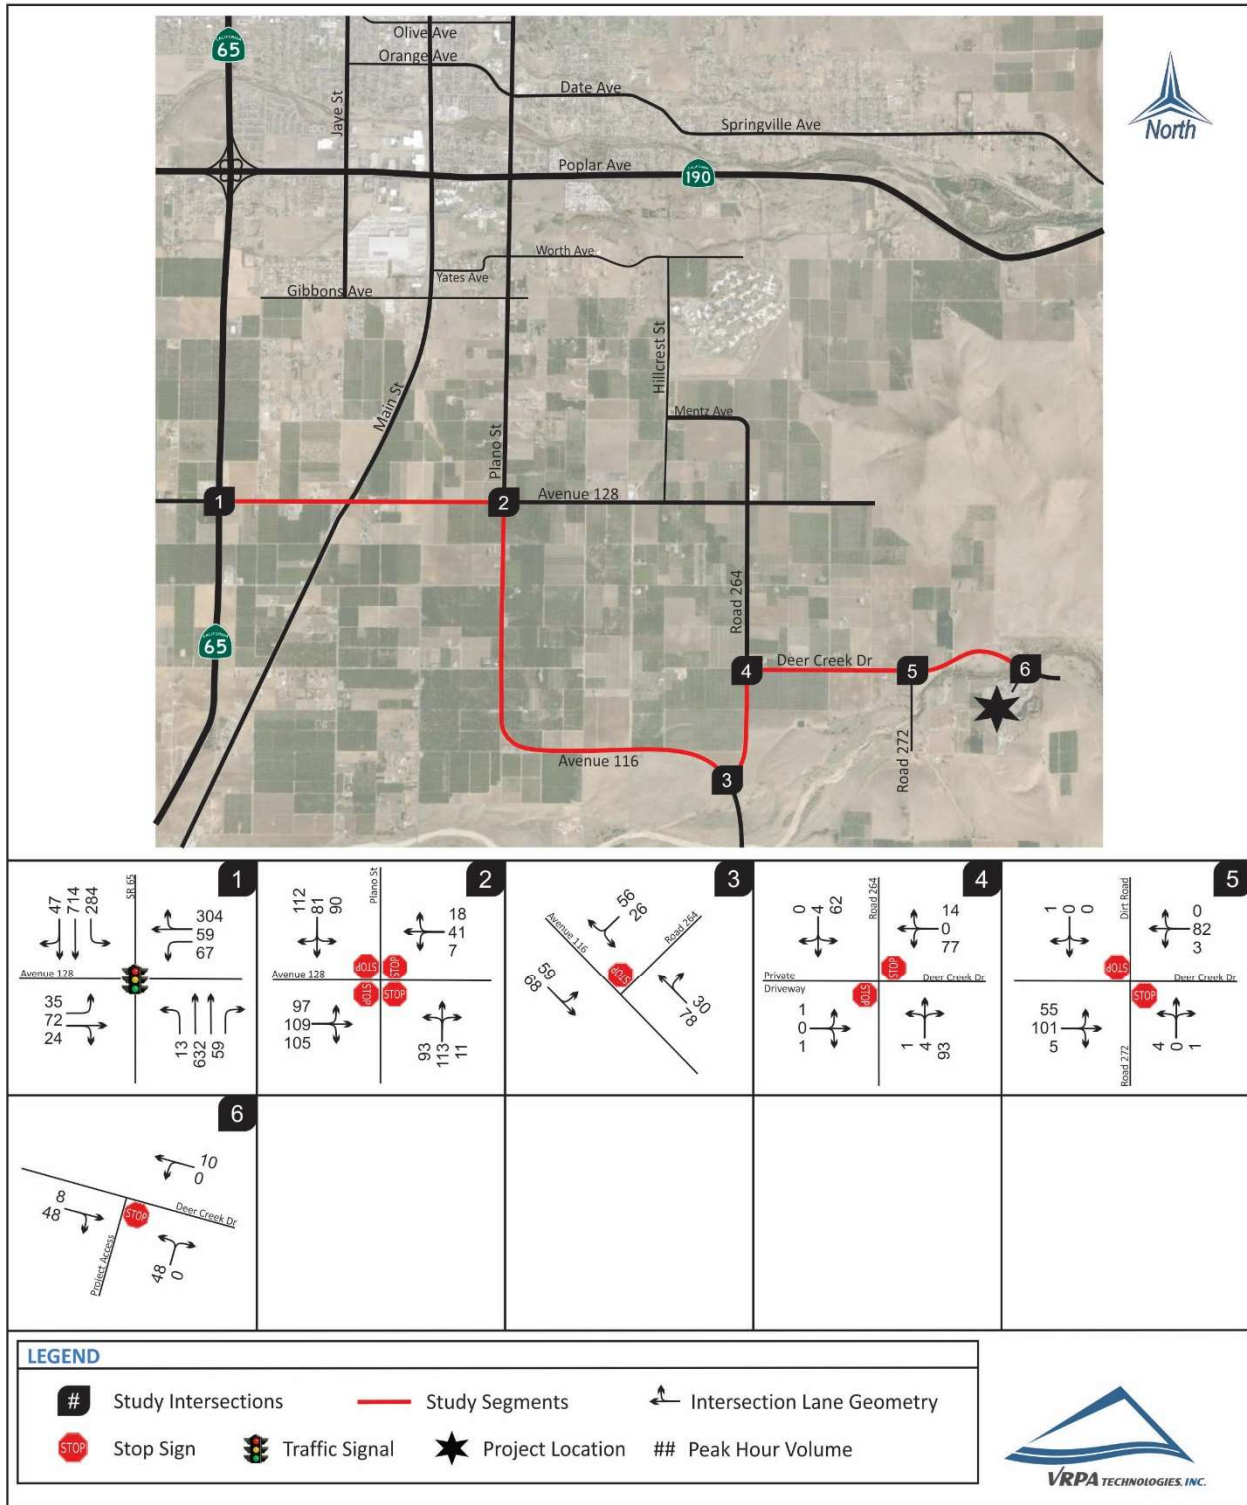 CALIFORNIA
65
Olive Ave
Orange Ave
Jaye St
Date Ave
Springville Ave
North
Poplar Ave
CALIFORNIA
190
Worth Ave
Yates Ave
Gibbons Ave
Hillcrest St
Main St
Mentz Ave
Plano St
1
2
Avenue 128
Road 264
CALIFORNIA
65
4
Deer Creek Dr
5
6
Road 272
Avenue 116
3
1
SR 65
47
714
284
304
59
67
Avenue 128
35
72
24
13
632
59
2
Plano St
112
81
90
18
41
7
Avenue 128
STOP
STOP
STOP
STOP
97
109
105
93
113
11
3
56
26
Avenue 116
Road 264
STOP
59
68
30
78
4
Road 264
0
4
62
14
0
77
STOP
Private
Driveway
Deer Creek Dr
STOP
1
0
1
1
4
93
5
Dirt Road
1
0
0
0
82
3
STOP
Deer Creek Dr
STOP
55
101
5
Road 272
4
0
1
6
10
0
8
48
Deer Creek Dr
STOP
Project Access
48
0
LEGEND
# Study Intersections
Study Segments
Intersection Lane Geometry
STOP Stop Sign
Traffic Signal
Project Location
## Peak Hour Volume
VRPA TECHNOLOGIES, INC.